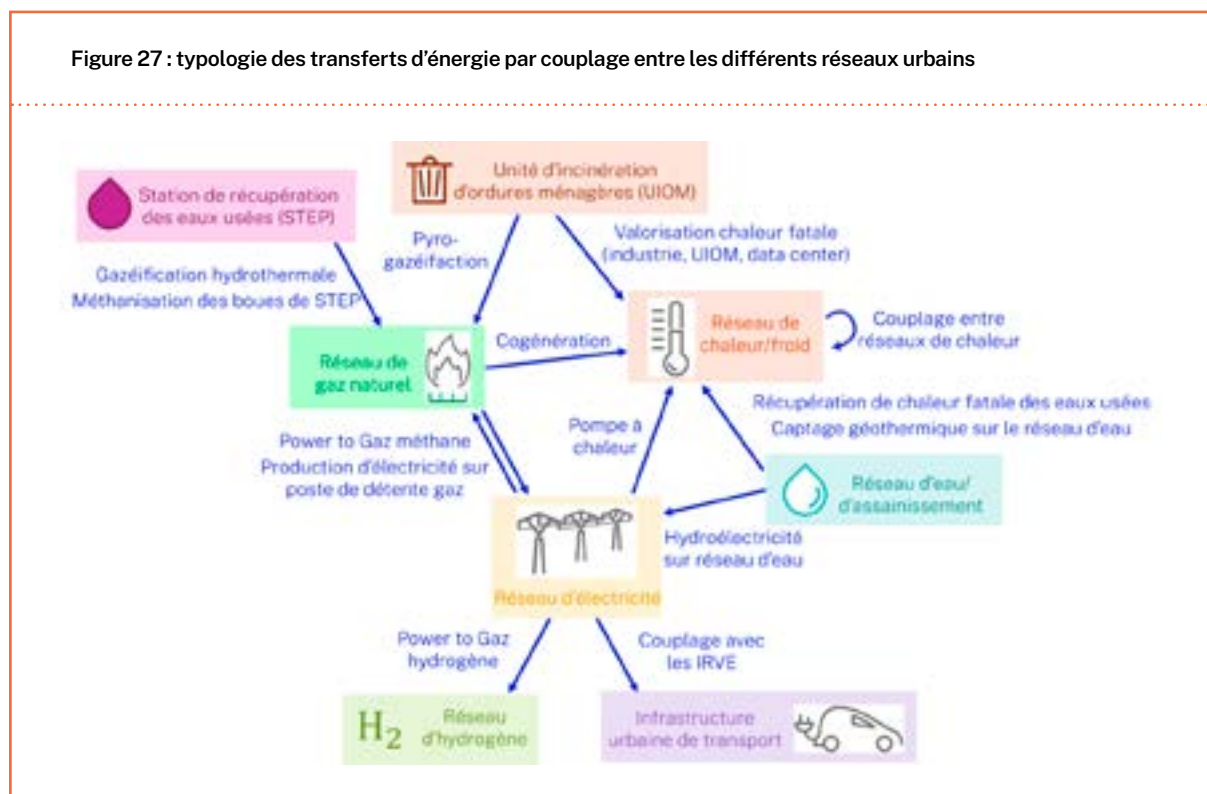 Figure 27 : typologie des transferts d’énergie par couplage entre les différents réseaux urbains
Station de récupération
des eaux usées (STEP)
Unité d'incinération
d'ordures ménagères (UIOM)
Pyro-
gazéifaction
Valorisation chaleur fatale
(industrie, UIOM, data center)
Gazéification hydrothermale
Méthanisation des boues de STEP
Réseau de
gaz naturel
Cogénération
Réseau de
chaleur/froid
Couplage entre
réseaux de chaleur
Power to Gaz méthane
Production d'électricité sur
poste de détente gaz
Pompe à
chaleur
Récupération de chaleur fatale des eaux usées
Captage géothermique sur le réseau d'eau
Réseau d'eau/
d'assainissement
Hydroélectricité
sur réseau d'eau
Réseau d'électricité
Power to Gaz
hydrogène
Couplage avec
les IRVE
H2
Réseau
d'hydrogène
Infrastructure
urbaine de transport